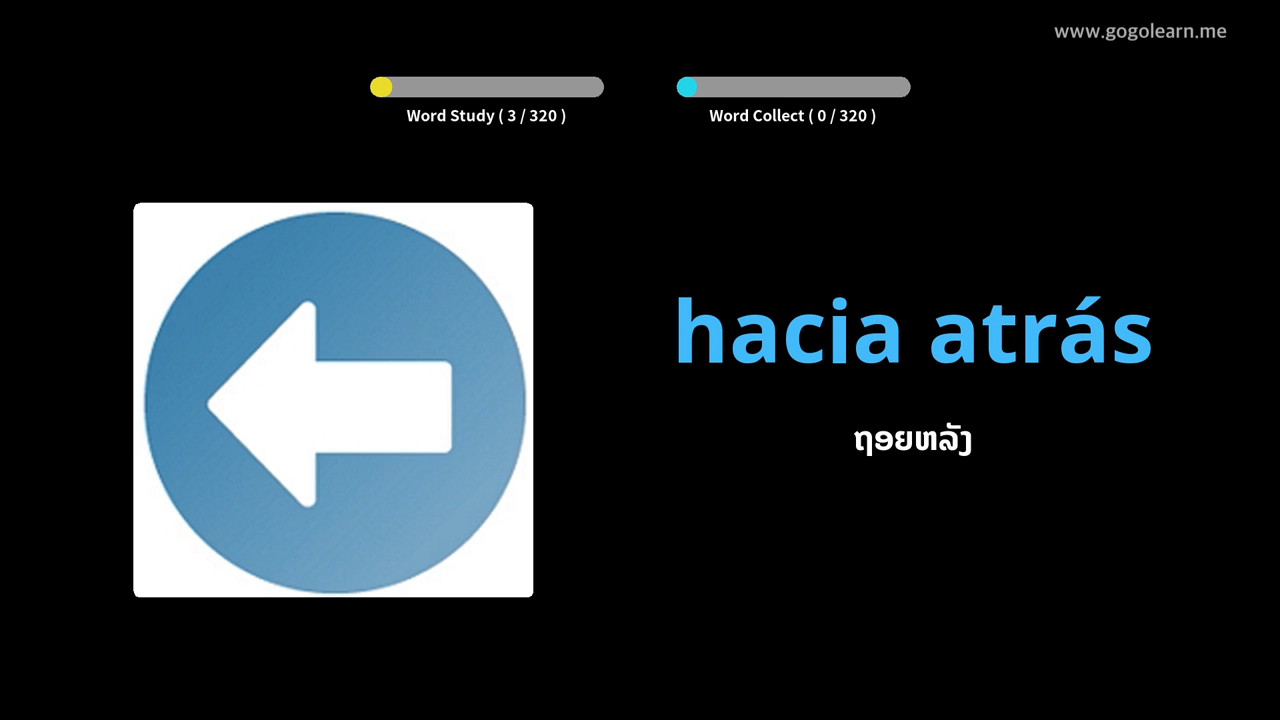 www.gogolearn.me
Word Study ( 3 / 320 )
Word Collect ( 0 / 320 )
hacia atrás
ຖອຍຫລັງ